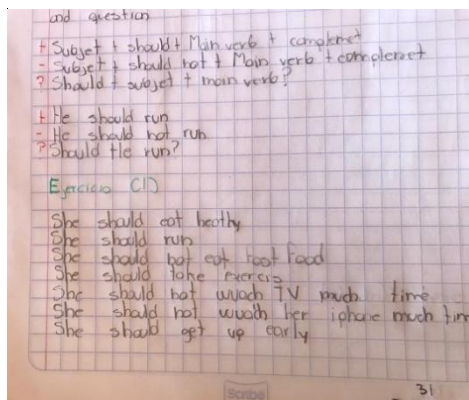 and question
+ Subjet + should + Main verb + complemet
- subjet + should not + Main verb + complemet
? Should + subjet + main verb?
+ He should run
- He should not run
? Should He run?
Ejercicio (1)
She should eat heathy
She should run
She should not eat foot food
She should take exercis
She should not wuach TV much time
She should not wuach her iphone much tim
She should get up early
Scribe
31